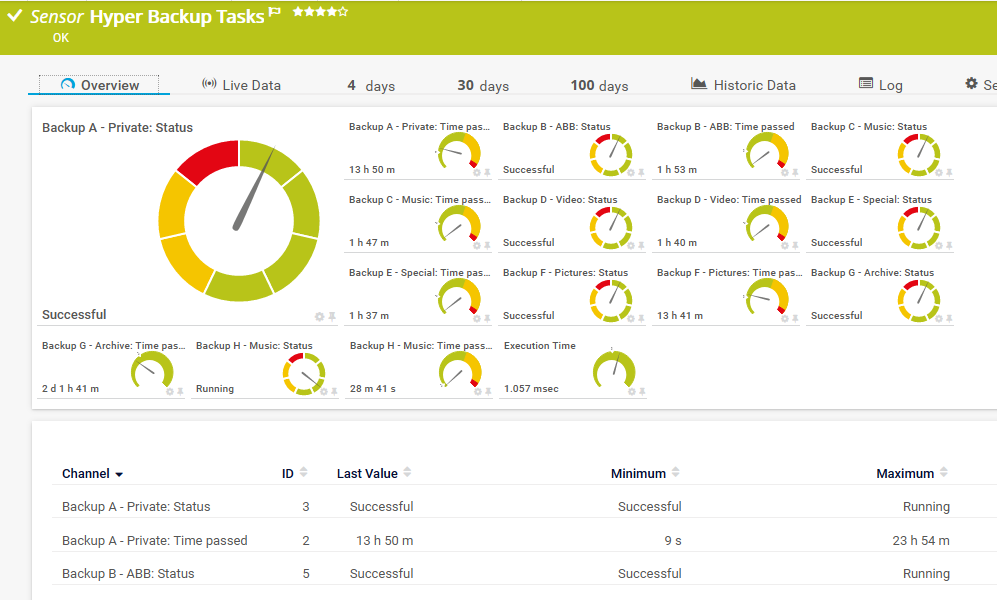 Sensor Hyper Backup Tasks
OK
Overview Live Data 4 days 30 days 100 days Historic Data Log Se
Backup A - Private: Status
Successful
Backup A - Private: Time pas...
13 h 50 m
Backup B - ABB: Status
Successful
Backup B - ABB: Time passed
1 h 53 m
Backup C - Music: Status
Successful
Backup C - Music: Time pass...
1 h 47 m
Backup D - Video: Status
Successful
Backup D - Video: Time passed
1 h 40 m
Backup E - Special: Status
Successful
Backup E - Special: Time pas...
1 h 37 m
Backup F - Pictures: Status
Successful
Backup F - Pictures: Time pas...
13 h 41 m
Backup G - Archive: Status
Successful
Backup G - Archive: Time pas...
2 d 1 h 41 m
Backup H - Music: Status
Running
Backup H - Music: Time pass...
28 m 41 s
Execution Time
1.057 msec
Channel ID Last Value Minimum Maximum
Backup A - Private: Status 3 Successful Successful Running
Backup A - Private: Time passed 2 13 h 50 m 9 s 23 h 54 m
Backup B - ABB: Status 5 Successful Successful Running